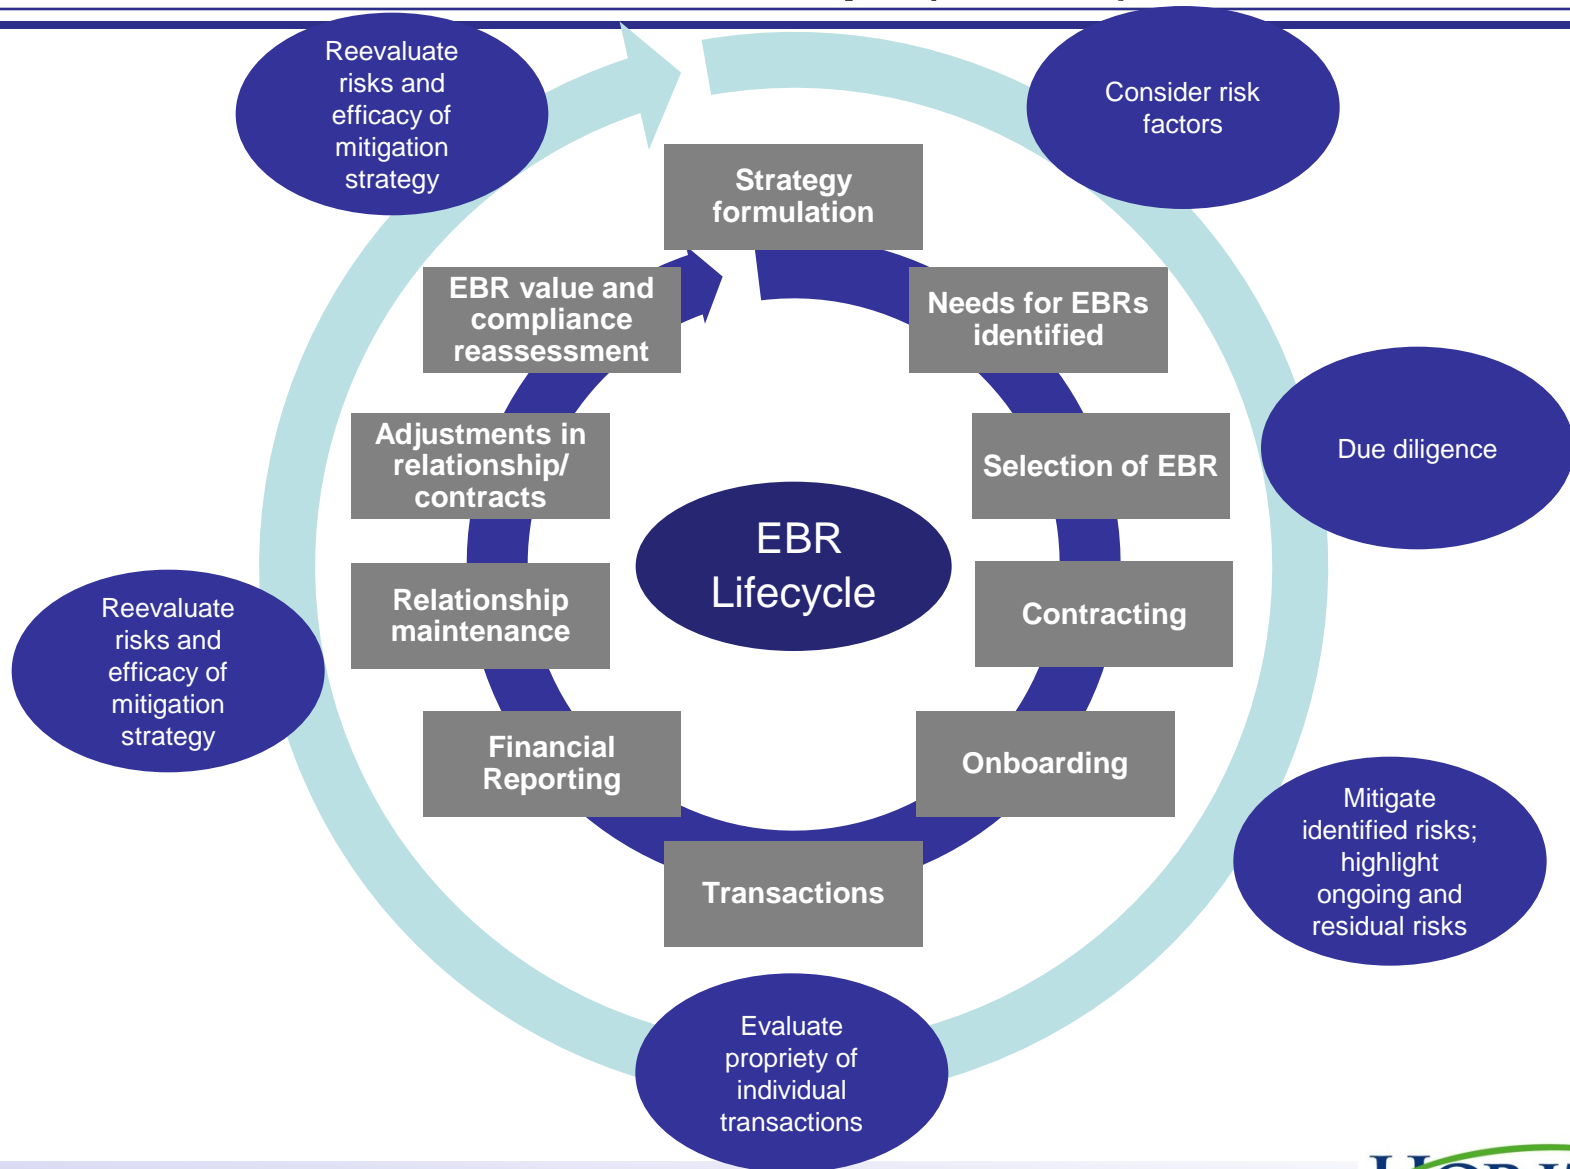 Reevaluate
risks and
efficacy of
mitigation
strategy
Consider risk
factors
Strategy
formulation
EBR value and
compliance
reassessment
Needs for EBRs
identified
Adjustments in
relationship/
contracts
Selection of EBR
Due diligence
EBR
Lifecycle
Relationship
maintenance
Contracting
Reevaluate
risks and
efficacy of
mitigation
strategy
Financial
Reporting
Onboarding
Mitigate
identified risks;
highlight
ongoing and
residual risks
Transactions
Evaluate
propriety of
individual
transactions